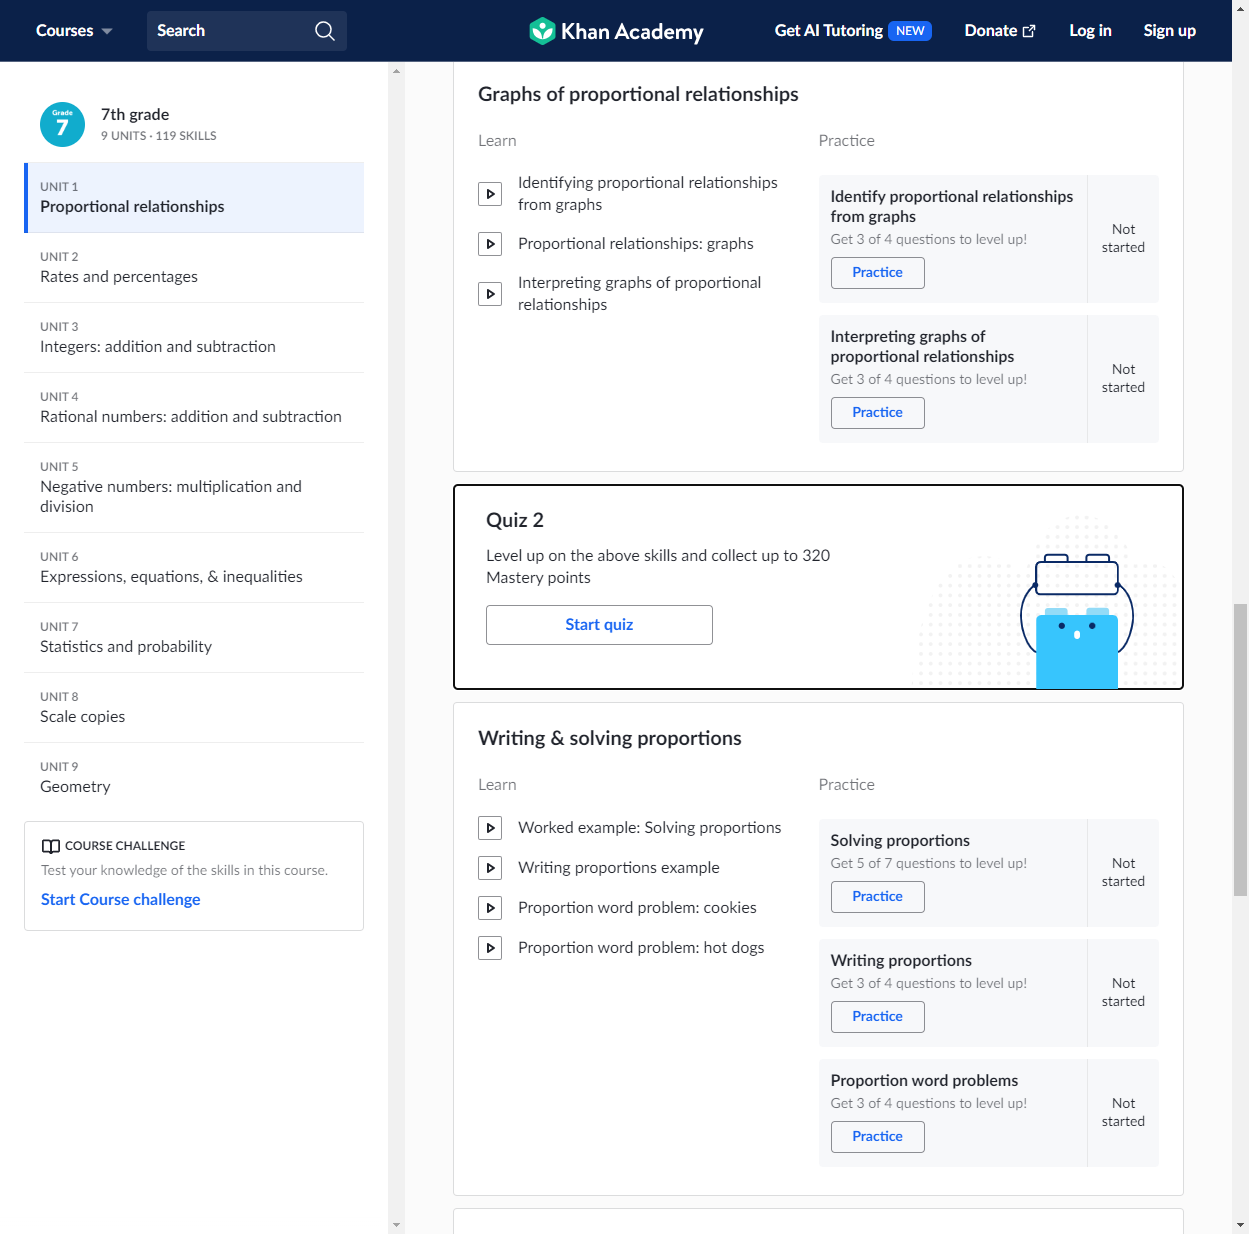 Courses
Search
Khan Academy
Get AI Tutoring NEW
Donate
Log in
Sign up
Grade
7
7th grade
9 UNITS · 119 SKILLS
UNIT 1
Proportional relationships
UNIT 2
Rates and percentages
UNIT 3
Integers: addition and subtraction
UNIT 4
Rational numbers: addition and subtraction
UNIT 5
Negative numbers: multiplication and
division
UNIT 6
Expressions, equations, & inequalities
UNIT 7
Statistics and probability
UNIT 8
Scale copies
UNIT 9
Geometry
COURSE CHALLENGE
Test your knowledge of the skills in this course.
Start Course challenge
Graphs of proportional relationships
Learn
Identifying proportional relationships
from graphs
Proportional relationships: graphs
Interpreting graphs of proportional
relationships
Practice
Identify proportional relationships
from graphs
Get 3 of 4 questions to level up!
Practice
Not
started
Interpreting graphs of
proportional relationships
Get 3 of 4 questions to level up!
Practice
Not
started
Quiz 2
Level up on the above skills and collect up to 320
Mastery points
Start quiz
Writing & solving proportions
Learn
Worked example: Solving proportions
Writing proportions example
Proportion word problem: cookies
Proportion word problem: hot dogs
Practice
Solving proportions
Get 5 of 7 questions to level up!
Practice
Not
started
Writing proportions
Get 3 of 4 questions to level up!
Practice
Not
started
Proportion word problems
Get 3 of 4 questions to level up!
Practice
Not
started